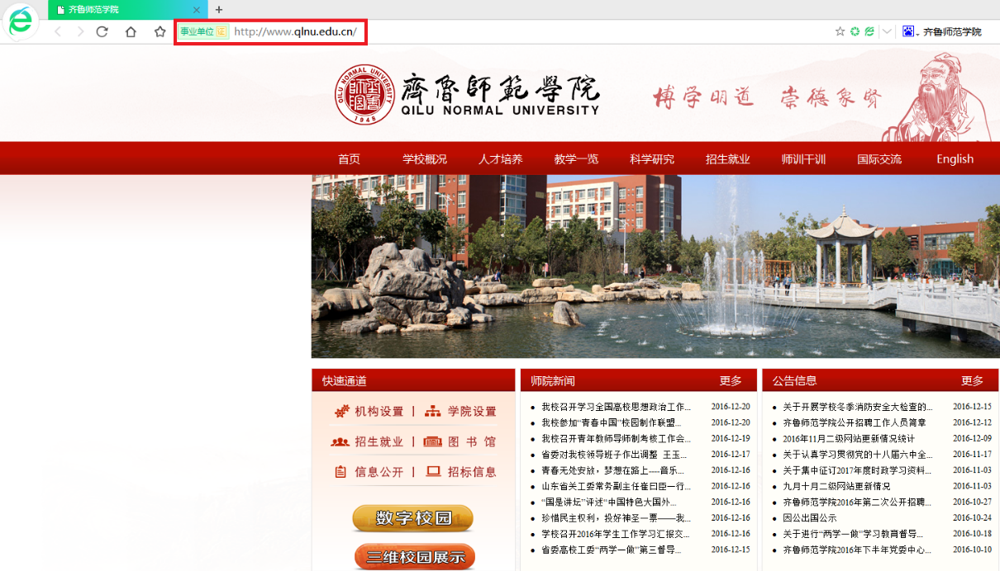 齐鲁师范学院
事业单位 证 http://www.qlnu.edu.cn/
齐鲁师范学院
QILU NORMAL UNIVERSITY
1948
齊魯師範學院
QILU NORMAL UNIVERSITY
博学明道 崇德象贤
首页 学校概况 人才培养 教学一览 科学研究 招生就业 师训干训 国际交流 English
快速通道
机构设置 | 学院设置
招生就业 | 图书馆
信息公开 | 招标信息
数字校园
三维校园展示
师院新闻 更多
我校召开学习全国高校思想政治工作... 2016-12-20
我校参加“青春中国”校园制作联盟... 2016-12-20
我校召开青年教师导师制考核工作会... 2016-12-19
省委对我校领导班子作出调整 王玉... 2016-12-17
青春无处安放，梦想在路上----音乐... 2016-12-16
山东省关工委常务副主任崔曰臣一行... 2016-12-16
“国是讲坛”评述“中国特色大国外... 2016-12-16
珍惜民主权利，投好神圣一票——我... 2016-12-16
学校召开2016年学生工作学习汇报交... 2016-12-16
省委高校工委“两学一做”第三督导... 2016-12-15
公告信息 更多
关于开展学校冬季消防安全大检查的... 2016-12-15
齐鲁师范学院公开招聘工作人员简章 2016-12-12
2016年11月二级网站更新情况统计 2016-12-09
关于认真学习贯彻党的十八届六中全... 2016-11-17
关于集中征订2017年度时政学习资料... 2016-11-03
九月十月二级网站更新情况 2016-11-03
齐鲁师范学院2016年第二次公开招聘... 2016-10-27
因公出国公示 2016-10-24
关于进行“两学一做”学习教育督导... 2016-10-18
齐鲁师范学院2016年下半年党委中心... 2016-10-10